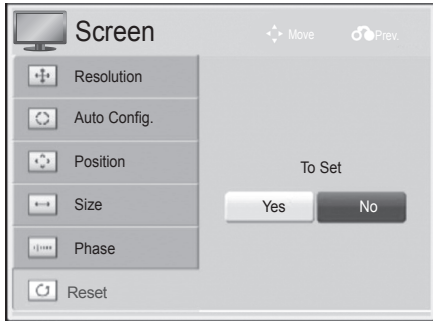 Screen
Move
Prev.
Resolution
Auto Config.
Position
Size
Phase
Reset
To Set
Yes
No